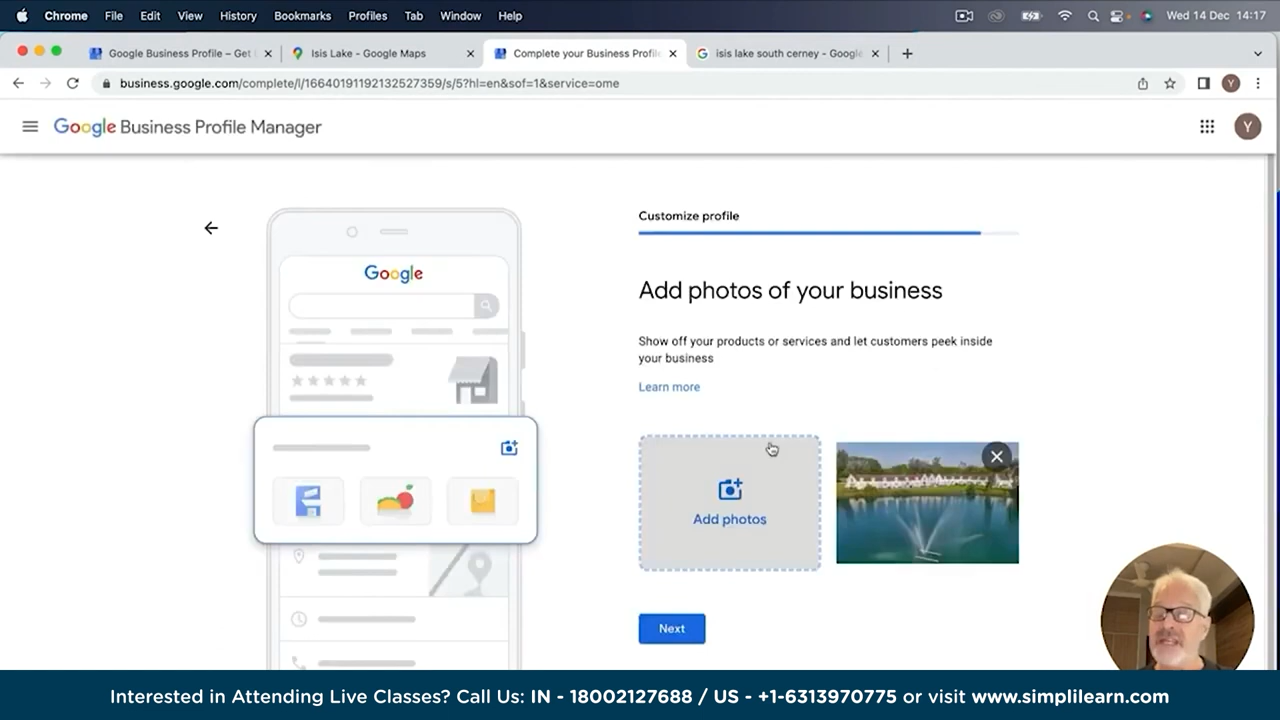 Chrome File Edit View History Bookmarks Profiles Tab Window Help Wed 14 Dec 14:17
Google Business Profile – Get Isis Lake - Google Maps Complete your Business Profile isis lake south cerney - Google
business.google.com/complete/l/16640191192132527359/s/5?hl=en&sof=1&service=ome Y
Google Business Profile Manager Y
Customize profile
Google
Add photos of your business
Show off your products or services and let customers peek inside
your business
Learn more
Add photos
Next
Interested in Attending Live Classes? Call Us: IN - 18002127688 / US - +1-6313970775 or visit www.simplilearn.com